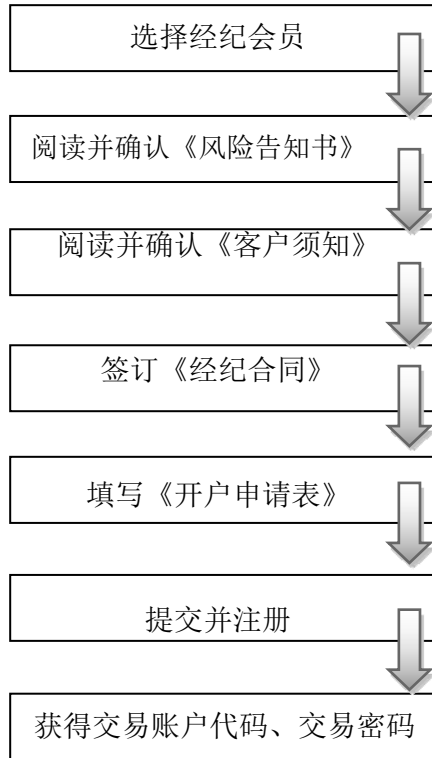 选择经纪会员
阅读并确认《风险告知书》
阅读并确认《客户须知》
签订《经纪合同》
填写《开户申请表》
提交并注册
获得交易账户代码、交易密码